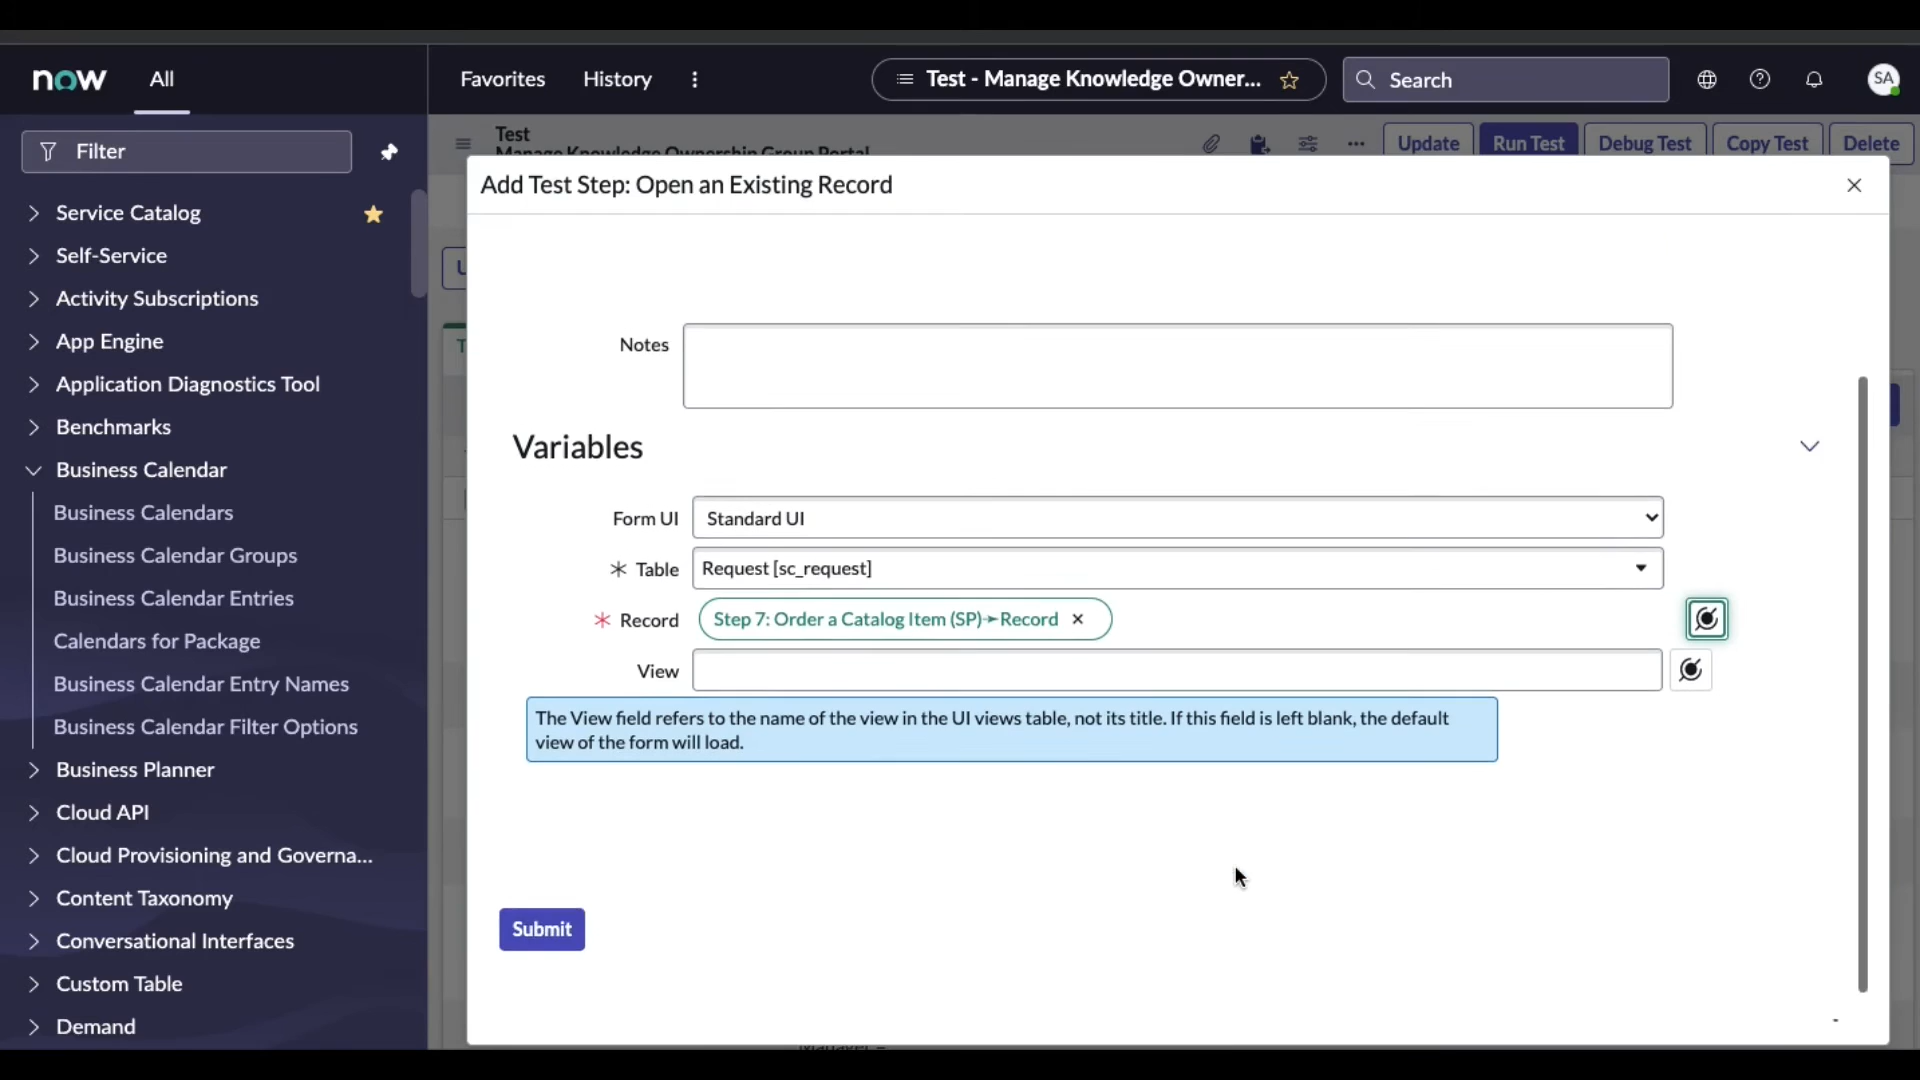 now
All
Favorites
History
Test - Manage Knowledge Owner...
Search
SA
Filter
Service Catalog
Self-Service
Activity Subscriptions
App Engine
Application Diagnostics Tool
Benchmarks
Business Calendar
Business Calendars
Business Calendar Groups
Business Calendar Entries
Calendars for Package
Business Calendar Entry Names
Business Calendar Filter Options
Business Planner
Cloud API
Cloud Provisioning and Governa...
Content Taxonomy
Conversational Interfaces
Custom Table
Demand
Test
Manage Knowledge Ownership Group Portal
Update
Run Test
Debug Test
Copy Test
Delete
Add Test Step: Open an Existing Record
Notes
Variables
Form UI
Standard UI
* Table
Request [sc_request]
* Record
Step 7: Order a Catalog Item (SP)➛Record ×
View
The View field refers to the name of the view in the UI views table, not its title. If this field is left blank, the default
view of the form will load.
Submit